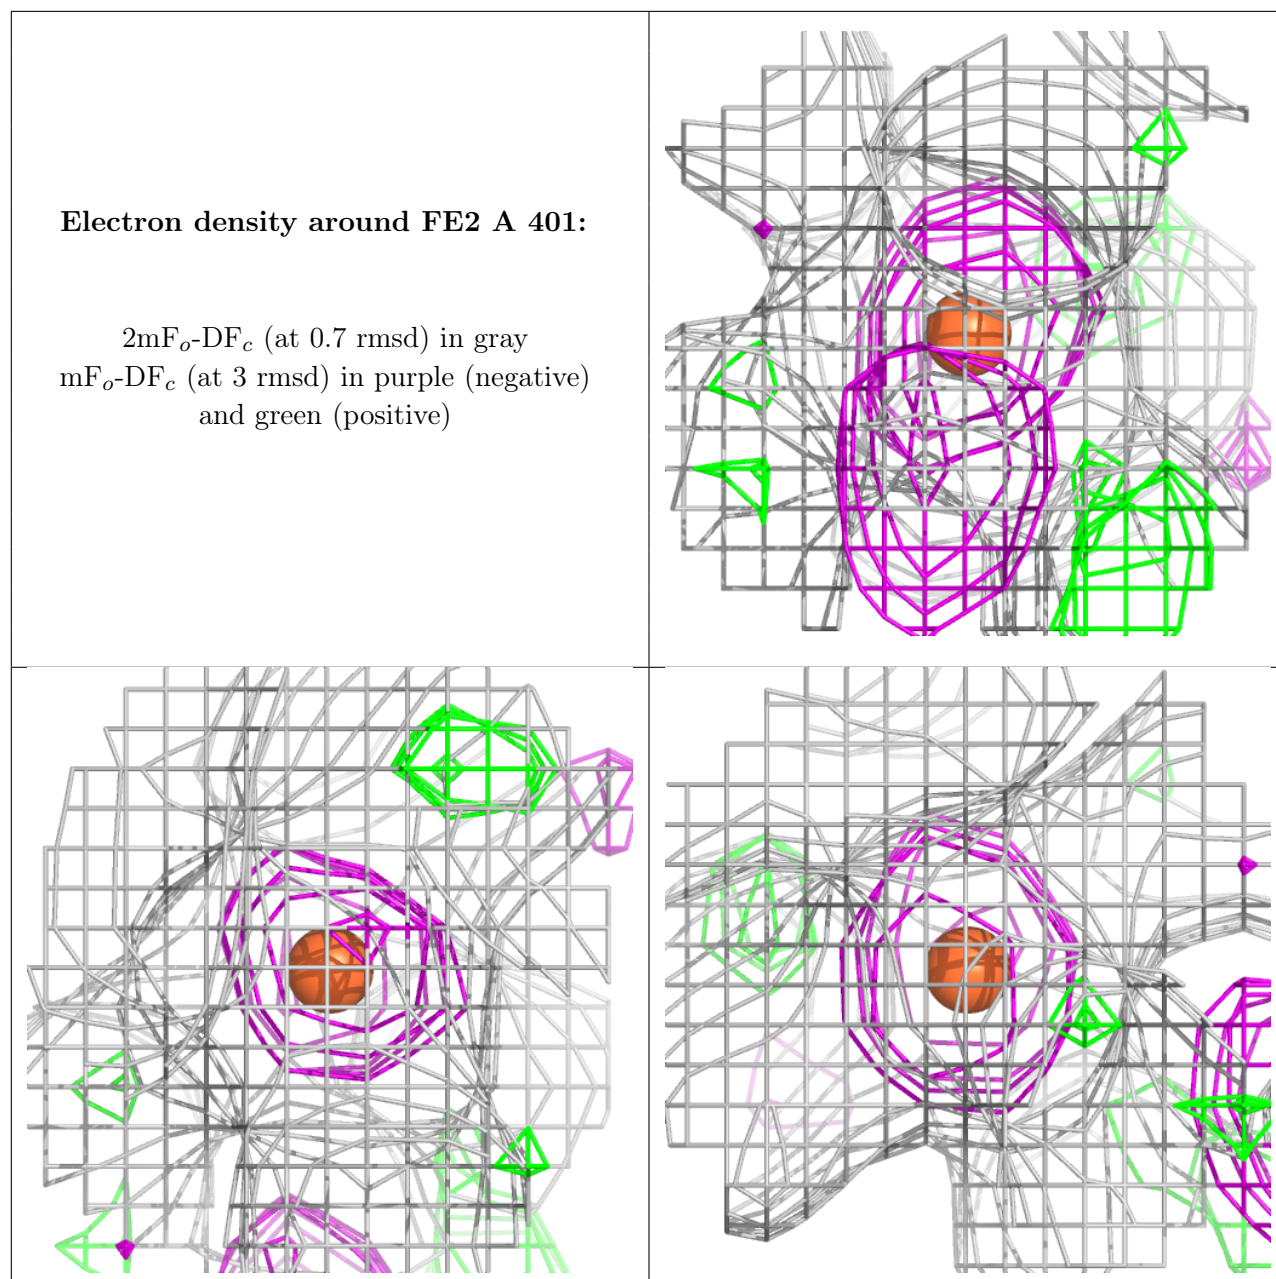 Electron density around FE2 A 401:
2mFo-DFc (at 0.7 rmsd) in gray
mFo-DFc (at 3 rmsd) in purple (negative)
and green (positive)